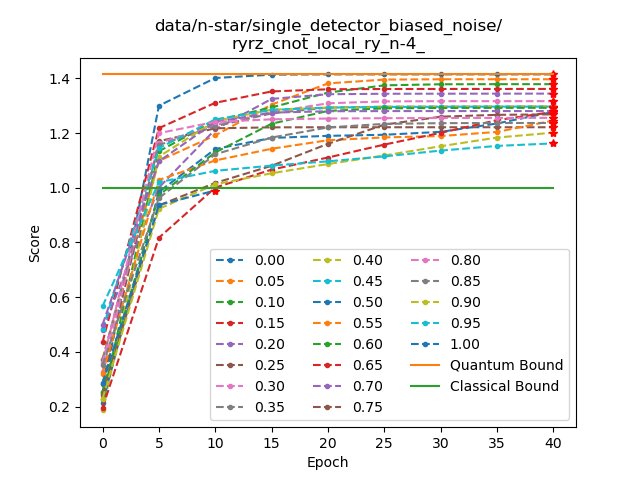 data/n-star/single_detector_biased_noise/
ryrz_cnot_local_ry_n-4_
1.4
1.2
1.0
0.8
0.6
0.4
0.2
Score
0.00 0.40 0.80
0.05 0.45 0.85
0.10 0.50 0.90
0.15 0.55 0.95
0.20 0.60 1.00
0.25 0.65 Quantum Bound
0.30 0.70 Classical Bound
0.35 0.75
0 5 10 15 20 25 30 35 40
Epoch